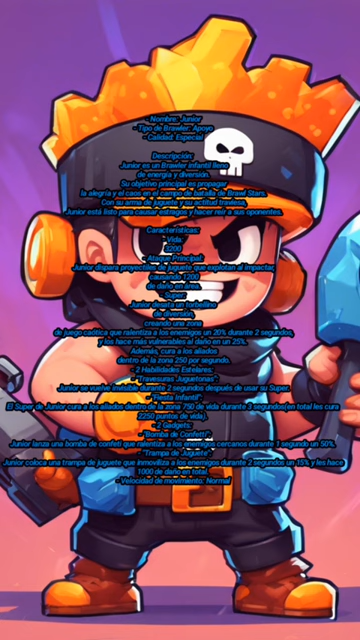 - Nombre: Junior
- Tipo de Brawler: Apoyo
- Calidad: Especial
Descripción:
Junior es un Brawler infantil lleno
de energía y diversión.
Su objetivo principal es propagar
la alegría y el caos en el campo de batalla de Brawl Stars.
Con su arma de juguete y su actitud traviesa,
Junior está listo para causar estragos y hacer reír a sus oponentes.
Características:
- Vida:
3200
- Ataque Principal:
Junior dispara proyectiles de juguete que explotan al impactar,
causando 1200
de daño en área.
- Super:
Junior desata un torbellino
de diversión,
creando una zona
de juego caótica que ralentiza a los enemigos un 20% durante 2 segundos,
y los hace más vulnerables al daño en un 25%.
Además, cura a los aliados
dentro de la zona 250 por segundo.
- 2 Habilidades Estelares:
- "Travesuras Juguetonas":
Junior se vuelve invisible durante 2 segundos después de usar su Super.
- "Fiesta Infantil":
El Super de Junior cura a los aliados dentro de la zona 750 de vida durante 3 segundos(en total les cura
2250 puntos de vida).
- 2 Gadgets:
- "Bomba de Confetti":
Junior lanza una bomba de confeti que ralentiza a los enemigos cercanos durante 1 segundo un 50%.
- "Trampa de Juguete":
Junior coloca una trampa de juguete que inmoviliza a los enemigos durante 2 segundos un 15% y les hace
1000 de daño en total.
- Velocidad de movimiento: Normal